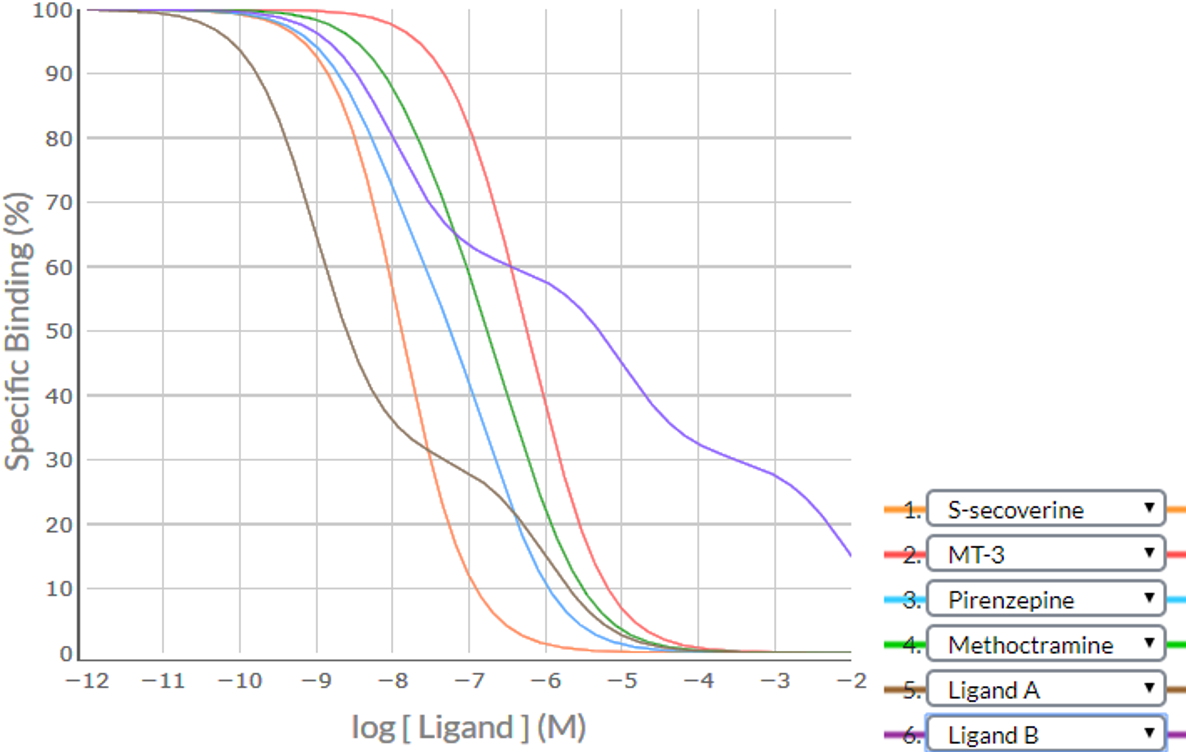 100
90
80
70
60
50
40
30
20
10
0
Specific Binding (%)
−12 −11 −10 −9 −8 −7 −6 −5 −4 −3 −2
log [ Ligand ] (M)
1. S-secoverine
2. MT-3
3. Pirenzepine
4. Methoctramine
5. Ligand A
6. Ligand B